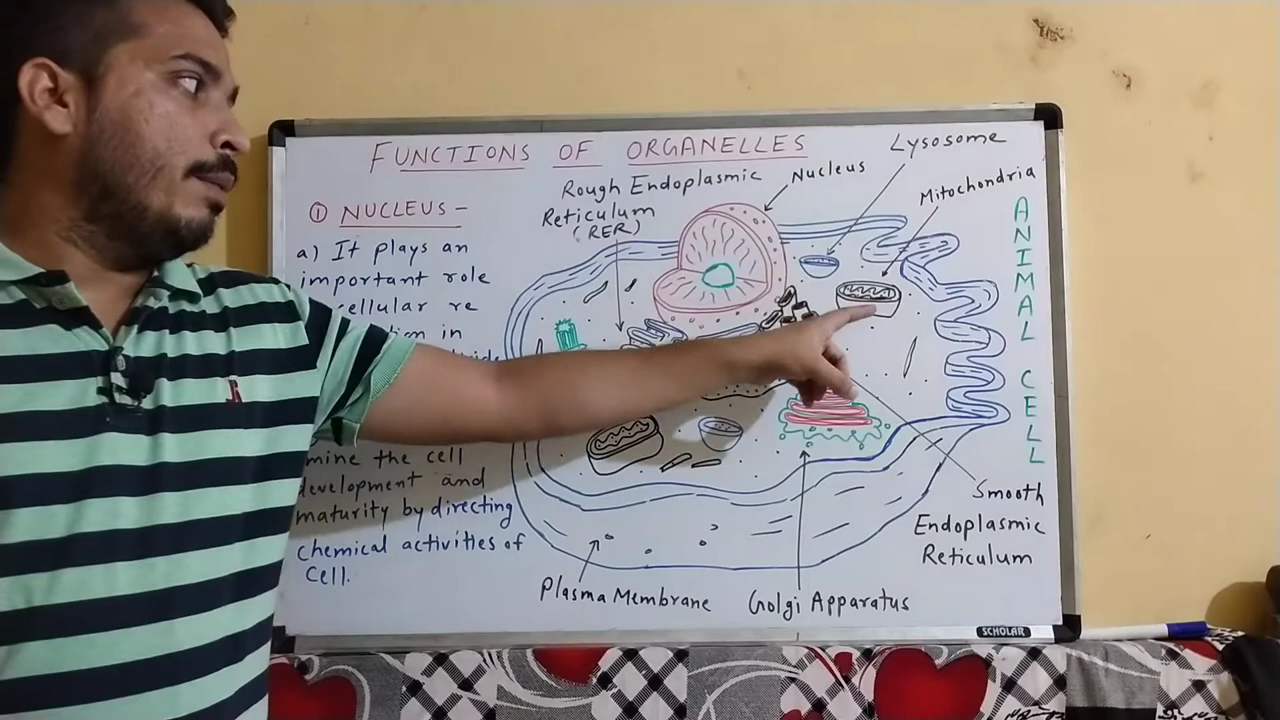 FUNCTIONS OF ORGANELLES
① NUCLEUS -
a) It plays an
important role
cellular re
in
mine the cell
development and
maturity by directing
chemical activities of
cell.
Rough Endoplasmic
Reticulum
(RER)
Nucleus
Lysosome
Mitochondria
ANIMAL CELL
Smooth
Endoplasmic
Reticulum
Plasma Membrane
Golgi Apparatus
SCHOLAR